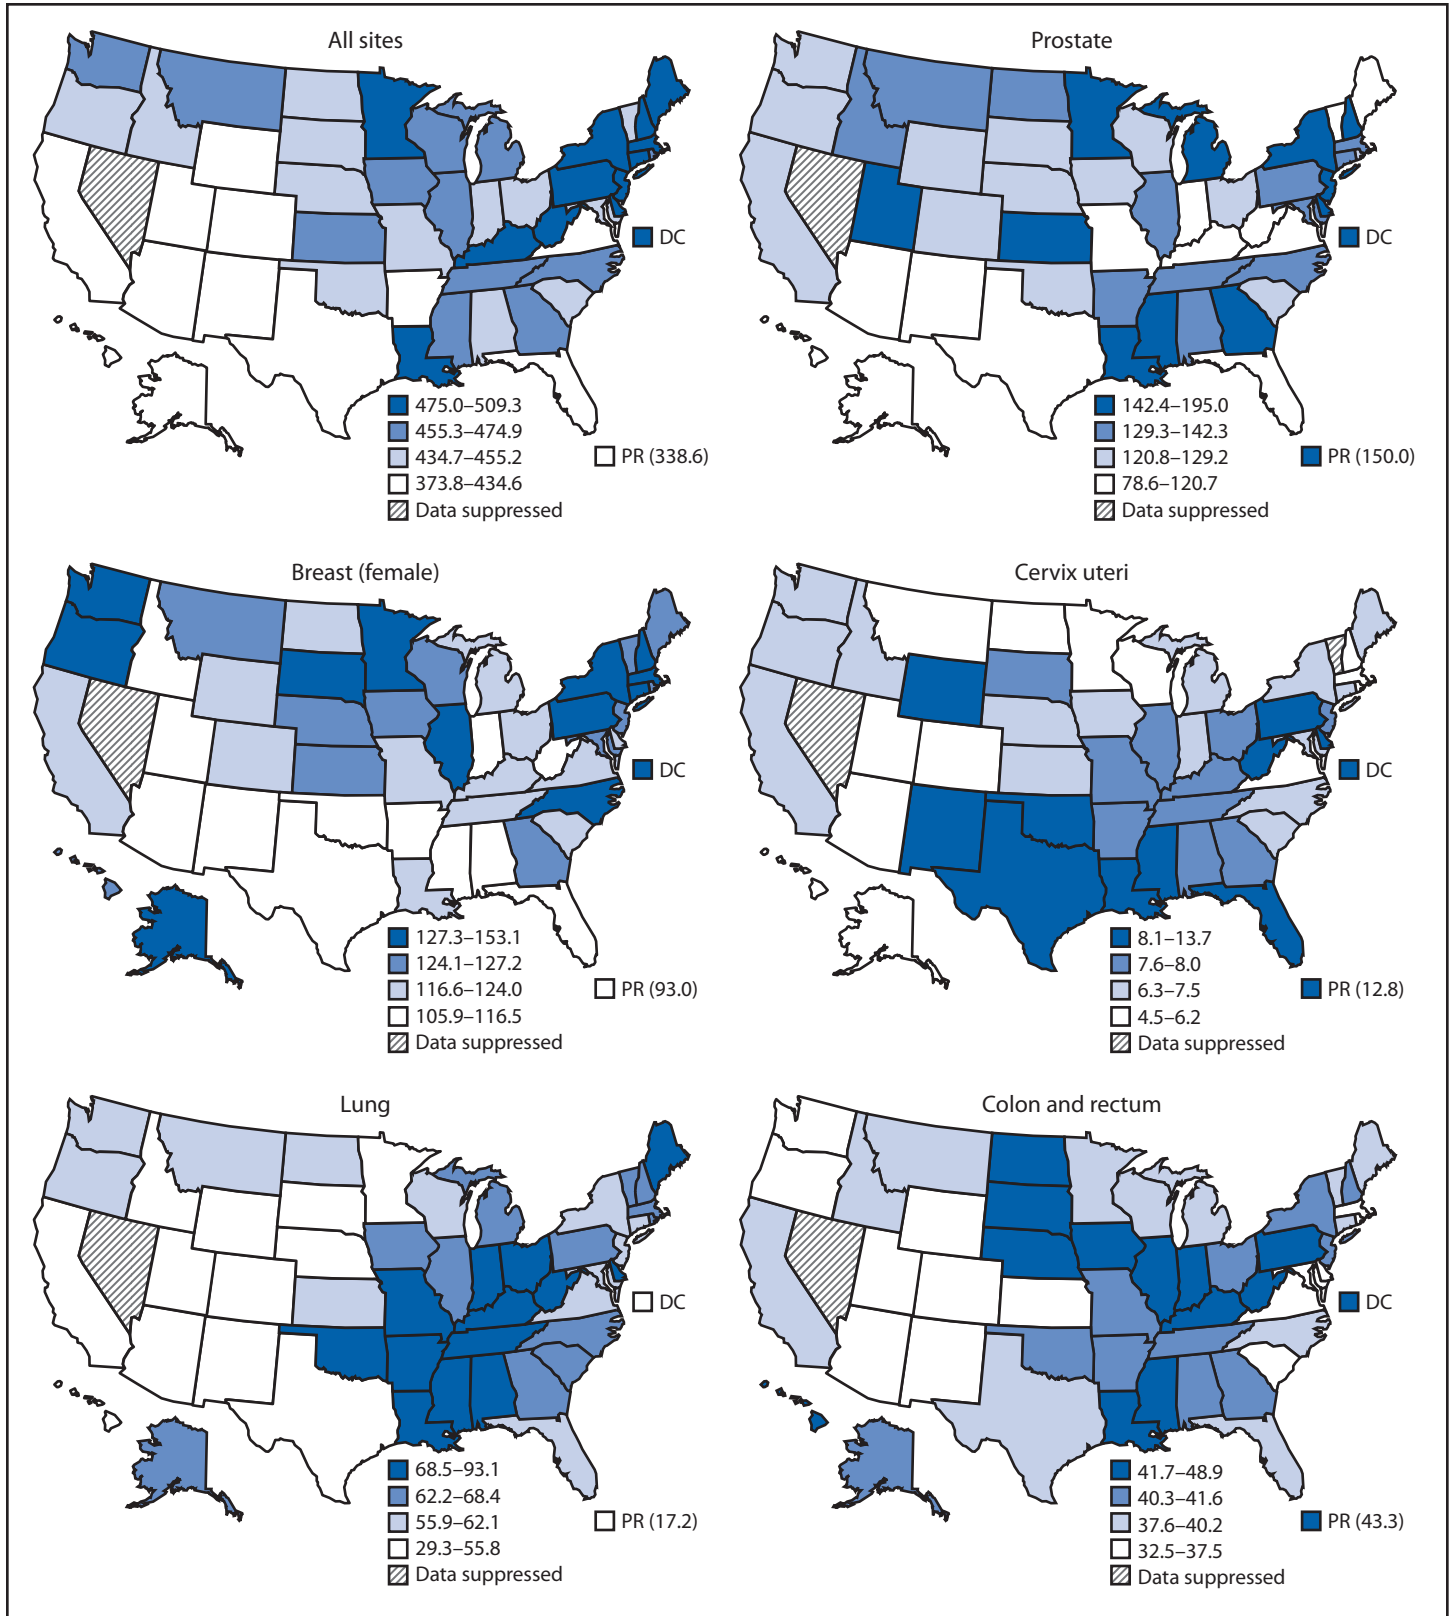 All sites
DC
475.0–509.3
455.3–474.9
434.7–455.2
373.8–434.6
Data suppressed
PR (338.6)
Prostate
DC
142.4–195.0
129.3–142.3
120.8–129.2
78.6–120.7
Data suppressed
PR (150.0)
Breast (female)
DC
127.3–153.1
124.1–127.2
116.6–124.0
105.9–116.5
Data suppressed
PR (93.0)
Cervix uteri
DC
8.1–13.7
7.6–8.0
6.3–7.5
4.5–6.2
Data suppressed
PR (12.8)
Lung
DC
68.5–93.1
62.2–68.4
55.9–62.1
29.3–55.8
Data suppressed
PR (17.2)
Colon and rectum
DC
41.7–48.9
40.3–41.6
37.6–40.2
32.5–37.5
Data suppressed
PR (43.3)